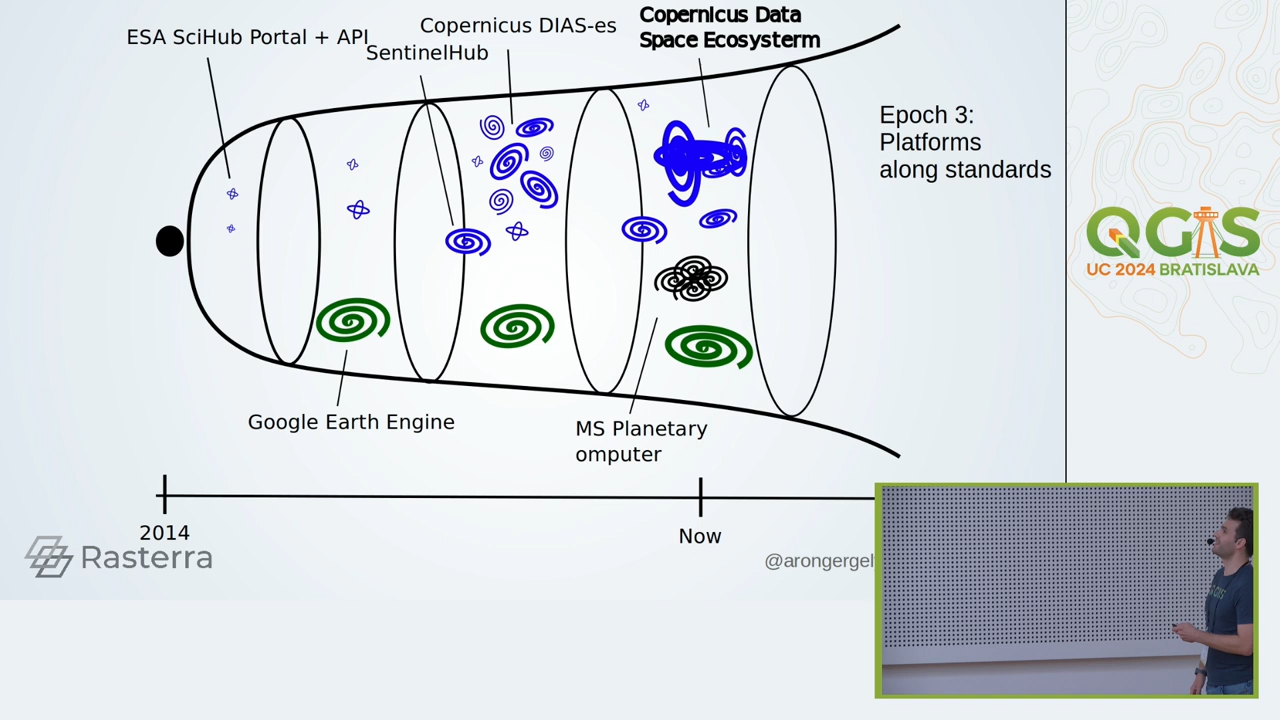 ESA SciHub Portal + API
SentinelHub
Copernicus DIAS-es
Copernicus Data
Space Ecosysterm
Epoch 3:
Platforms
along standards
Google Earth Engine
MS Planetary
omputer
2014
Now
Rasterra
@arongergel
QGIS
UC 2024 BRATISLAVA